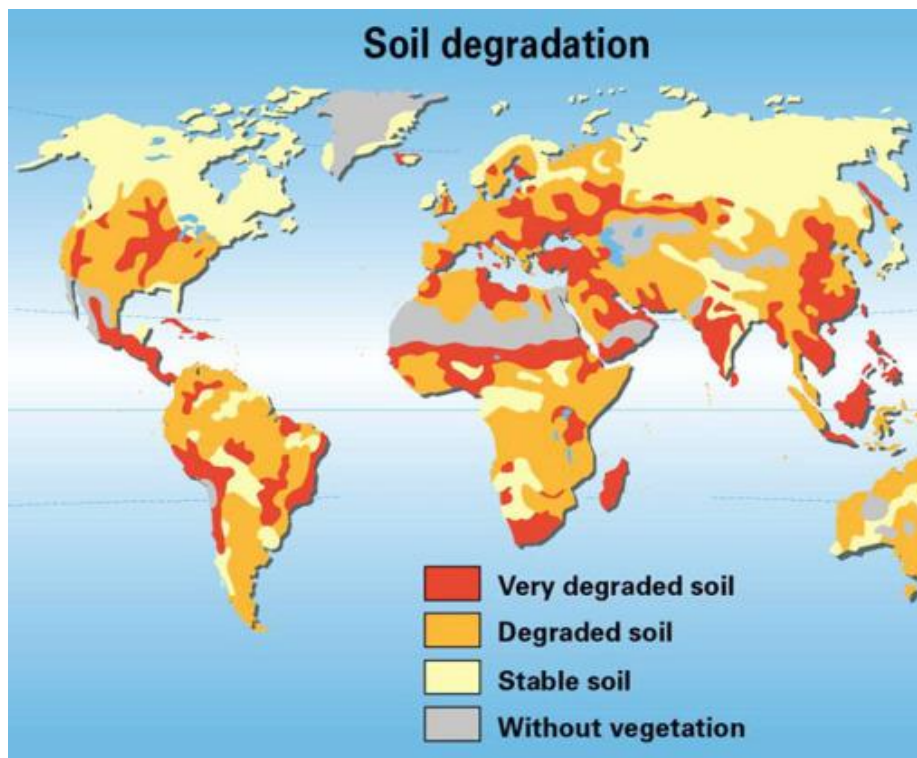 Soil degradation
Very degraded soil
Degraded soil
Stable soil
Without vegetation